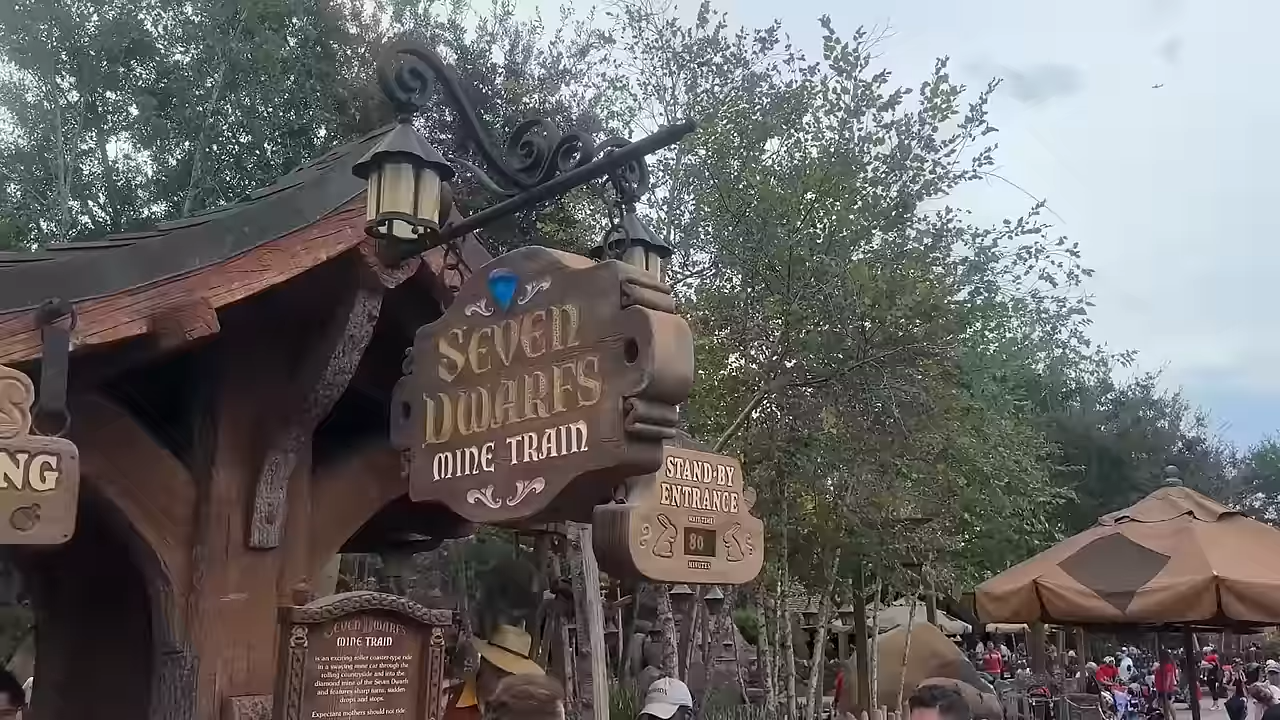 NG
SEVEN
DWARFS
MINE TRAIN
STAND-BY
ENTRANCE
WAIT TIME
80
MINUTES
SEVEN DWARFS
MINE TRAIN
is an exciting roller coaster-type ride
in a swaying mine car through the
rolling countryside and into the
diamond mine of the Seven Dwarfs
and features sharp turns, sudden
drops and stops.
Expectant mothers should not ride.